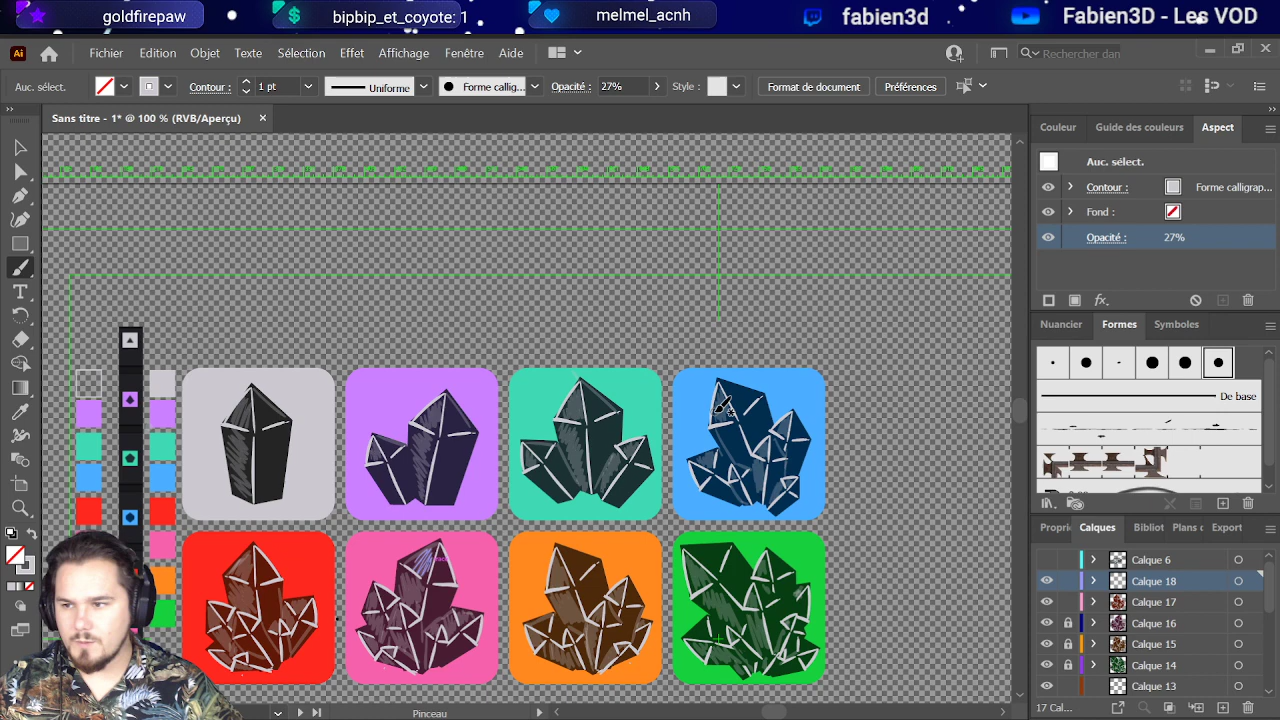 goldfirepaw
bipbip_et_coyote: 1
melmel_acnh
fabien3d
Fabien3D - Les VOD
Ai
Fichier Edition Objet Texte Sélection Effet Affichage Fenêtre Aide
Rechercher dan
Auc. sélect.
Contour :
1 pt
Uniforme
Forme callig...
Opacité :
27%
Style :
Format de document
Préférences
Sans titre - 1* @ 100 % (RVB/Aperçu)
Couleur
Guide des couleurs
Aspect
Auc. sélect.
Contour :
Forme calligrap...
Fond :
Opacité :
27%
fx
Nuancier
Formes
Symboles
De base
Propri
Calques
Bibliot
Plans c
Export
Calque 6
Calque 18
Calque 17
Calque 16
Calque 15
Calque 14
Calque 13
17 Cal...
Pinceau